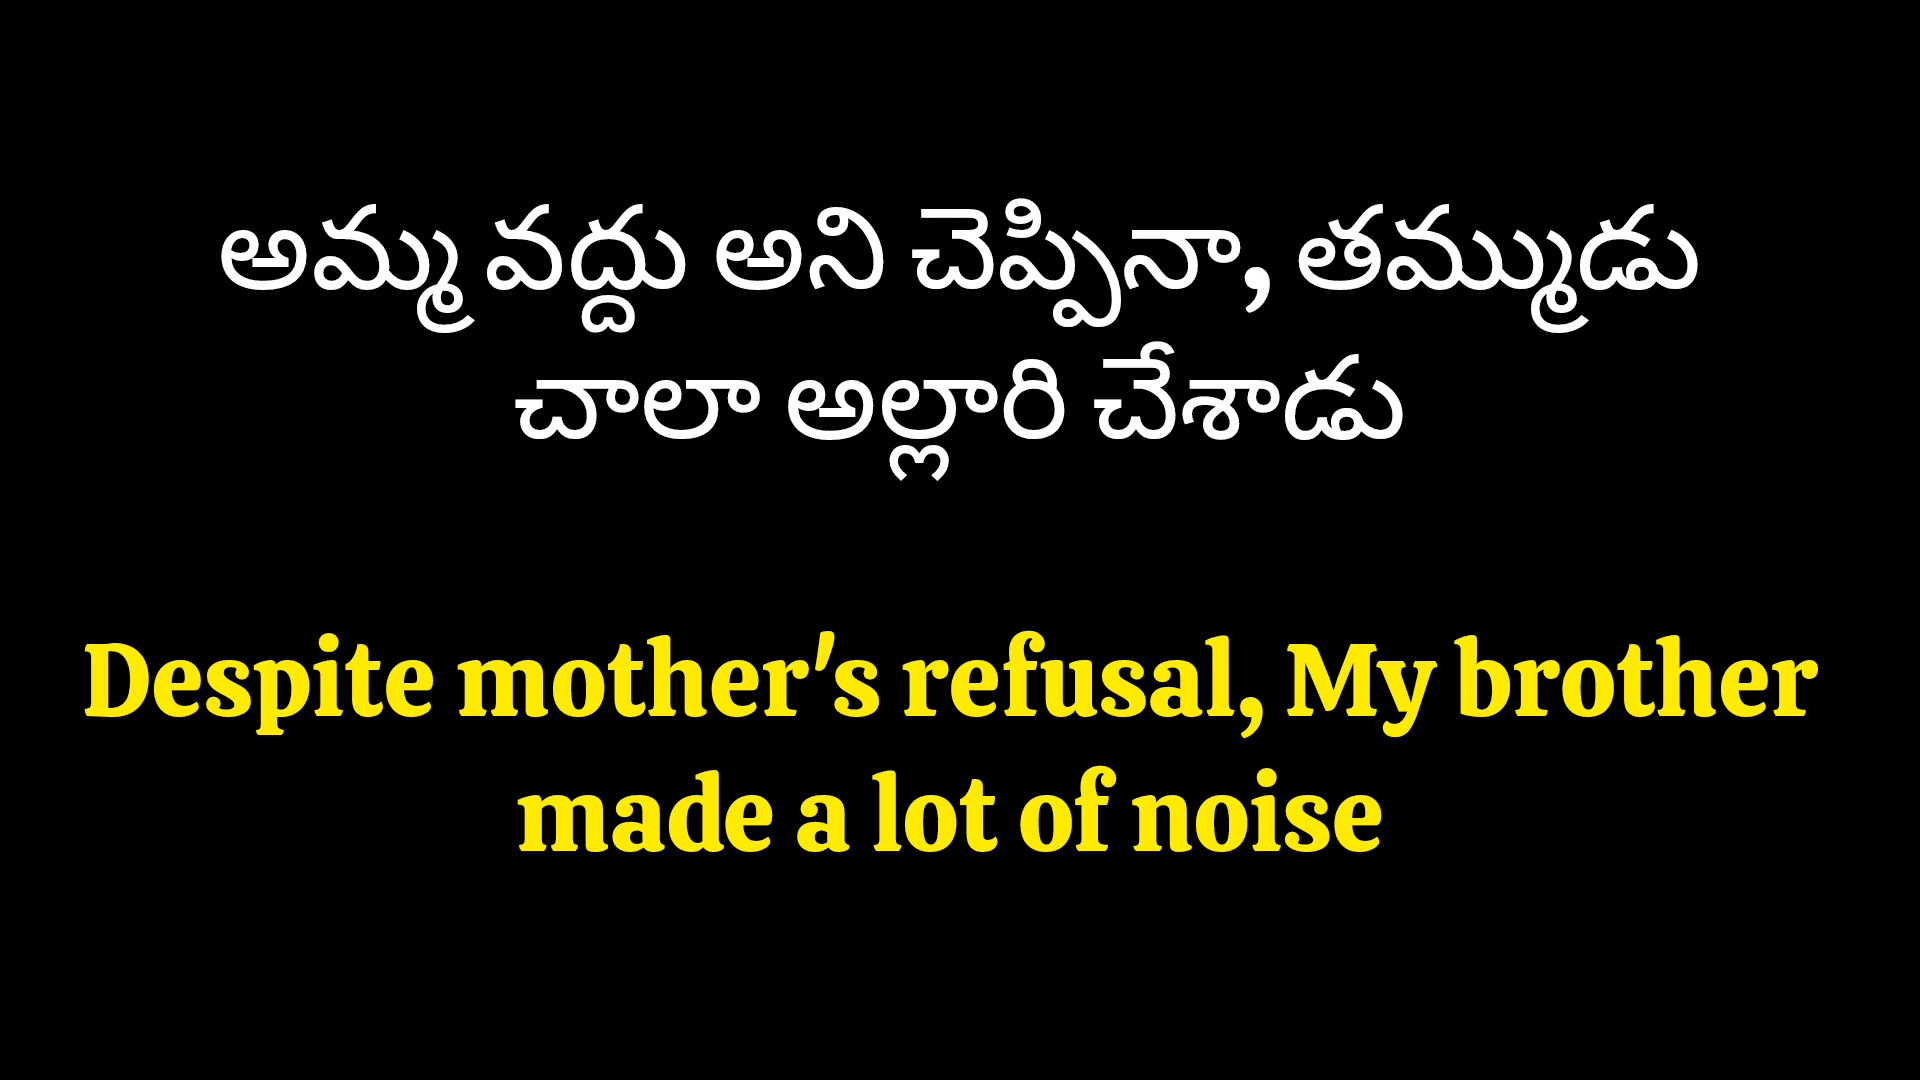 అమ్మ వద్దు అని చెప్పినా, తమ్ముడు
చాలా అల్లారి చేశాడు
Despite mother's refusal, My brother
made a lot of noise